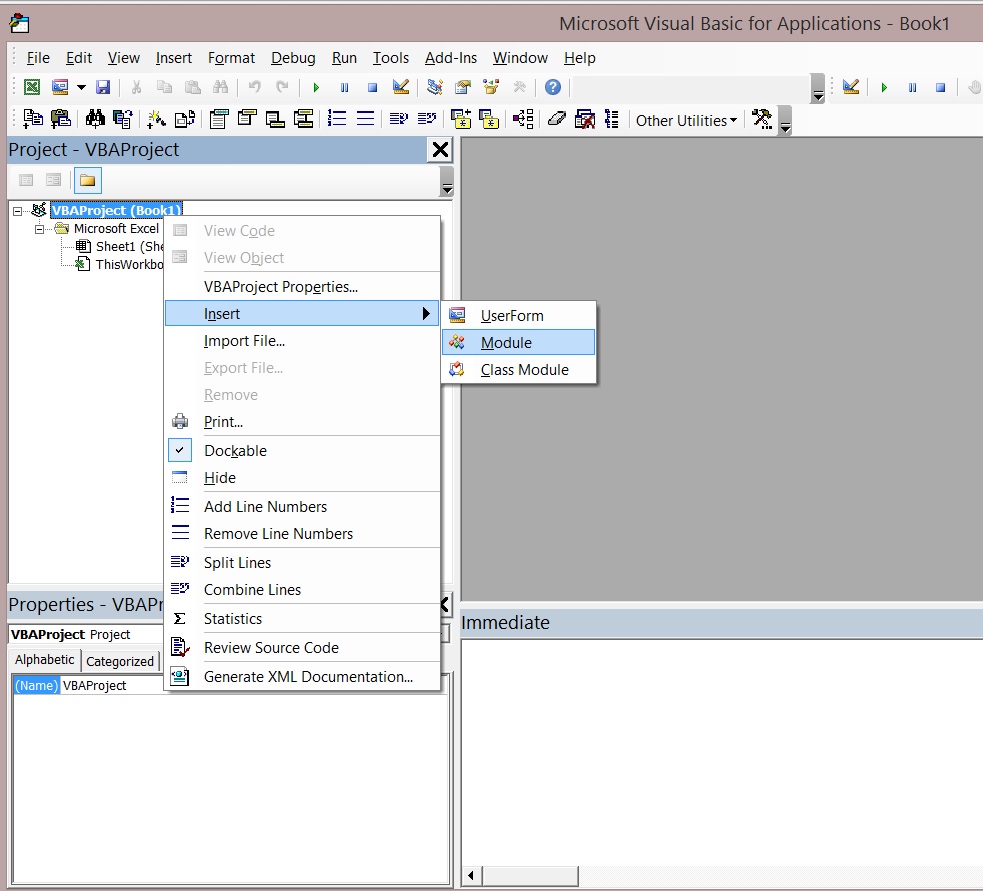 Microsoft Visual Basic for Applications - Book1
File Edit View Insert Format Debug Run Tools Add-Ins Window Help
Other Utilities
Project - VBAProject
VBAProject (Book1)
Microsoft Excel
Sheet1 (She
ThisWorkbo
View Code
View Object
VBAProject Properties...
Insert
Import File...
Export File...
Remove
Print...
Dockable
Hide
Add Line Numbers
Remove Line Numbers
Split Lines
Combine Lines
Statistics
Review Source Code
Generate XML Documentation...
UserForm
Module
Class Module
Properties - VBAPr
VBAProject Project
Alphabetic Categorized
(Name) VBAProject
Immediate